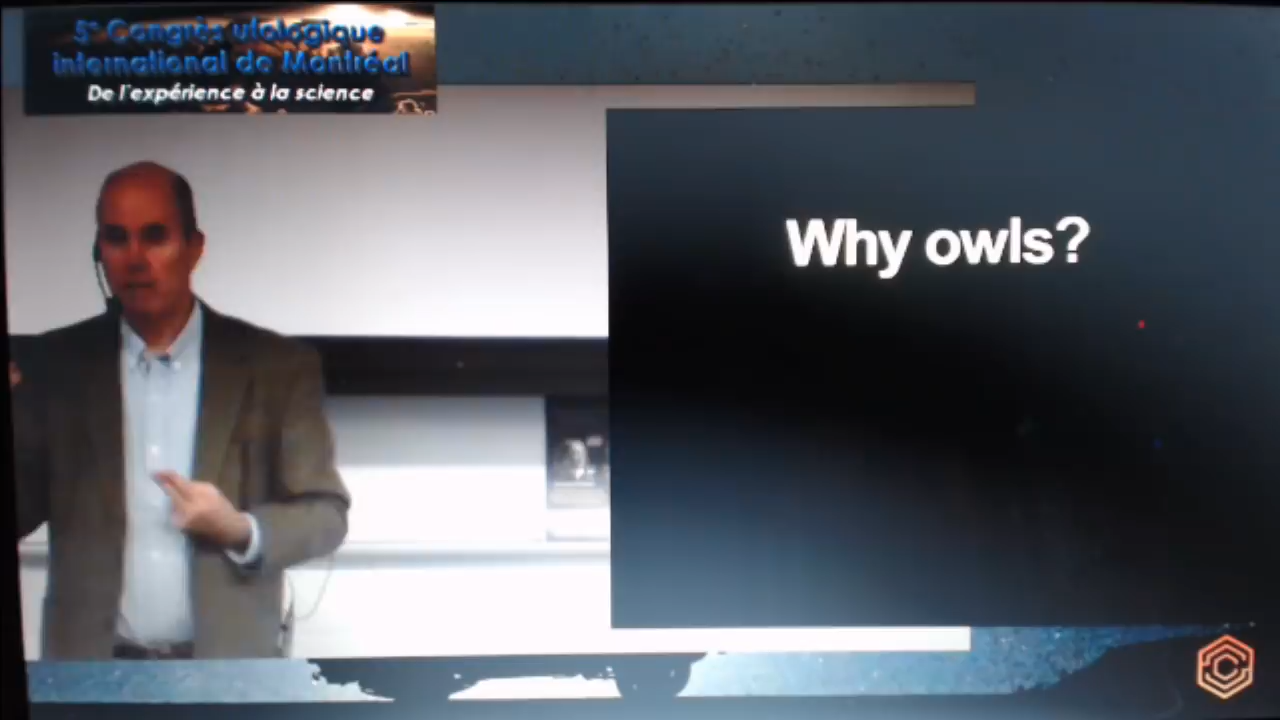 5e Congrès ufologique
international de Montréal
De l'expérience à la science
Why owls?